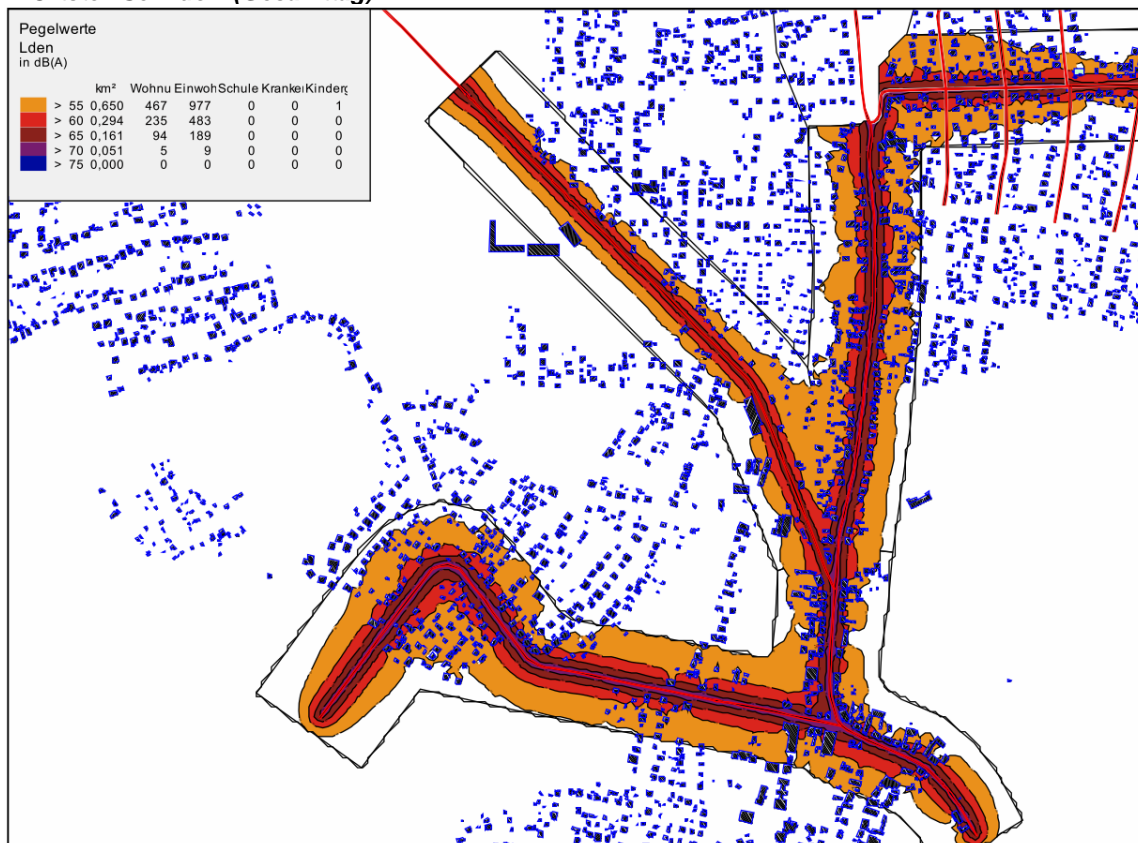 (Gesamttag)
Pegelwerte
Lden
in dB(A)
km² Wohnu Einwoh Schule Kranke Kinderg
> 55 0,650 467 977 0 0 1
> 60 0,294 235 483 0 0 0
> 65 0,161 94 189 0 0 0
> 70 0,051 5 9 0 0 0
> 75 0,000 0 0 0 0 0